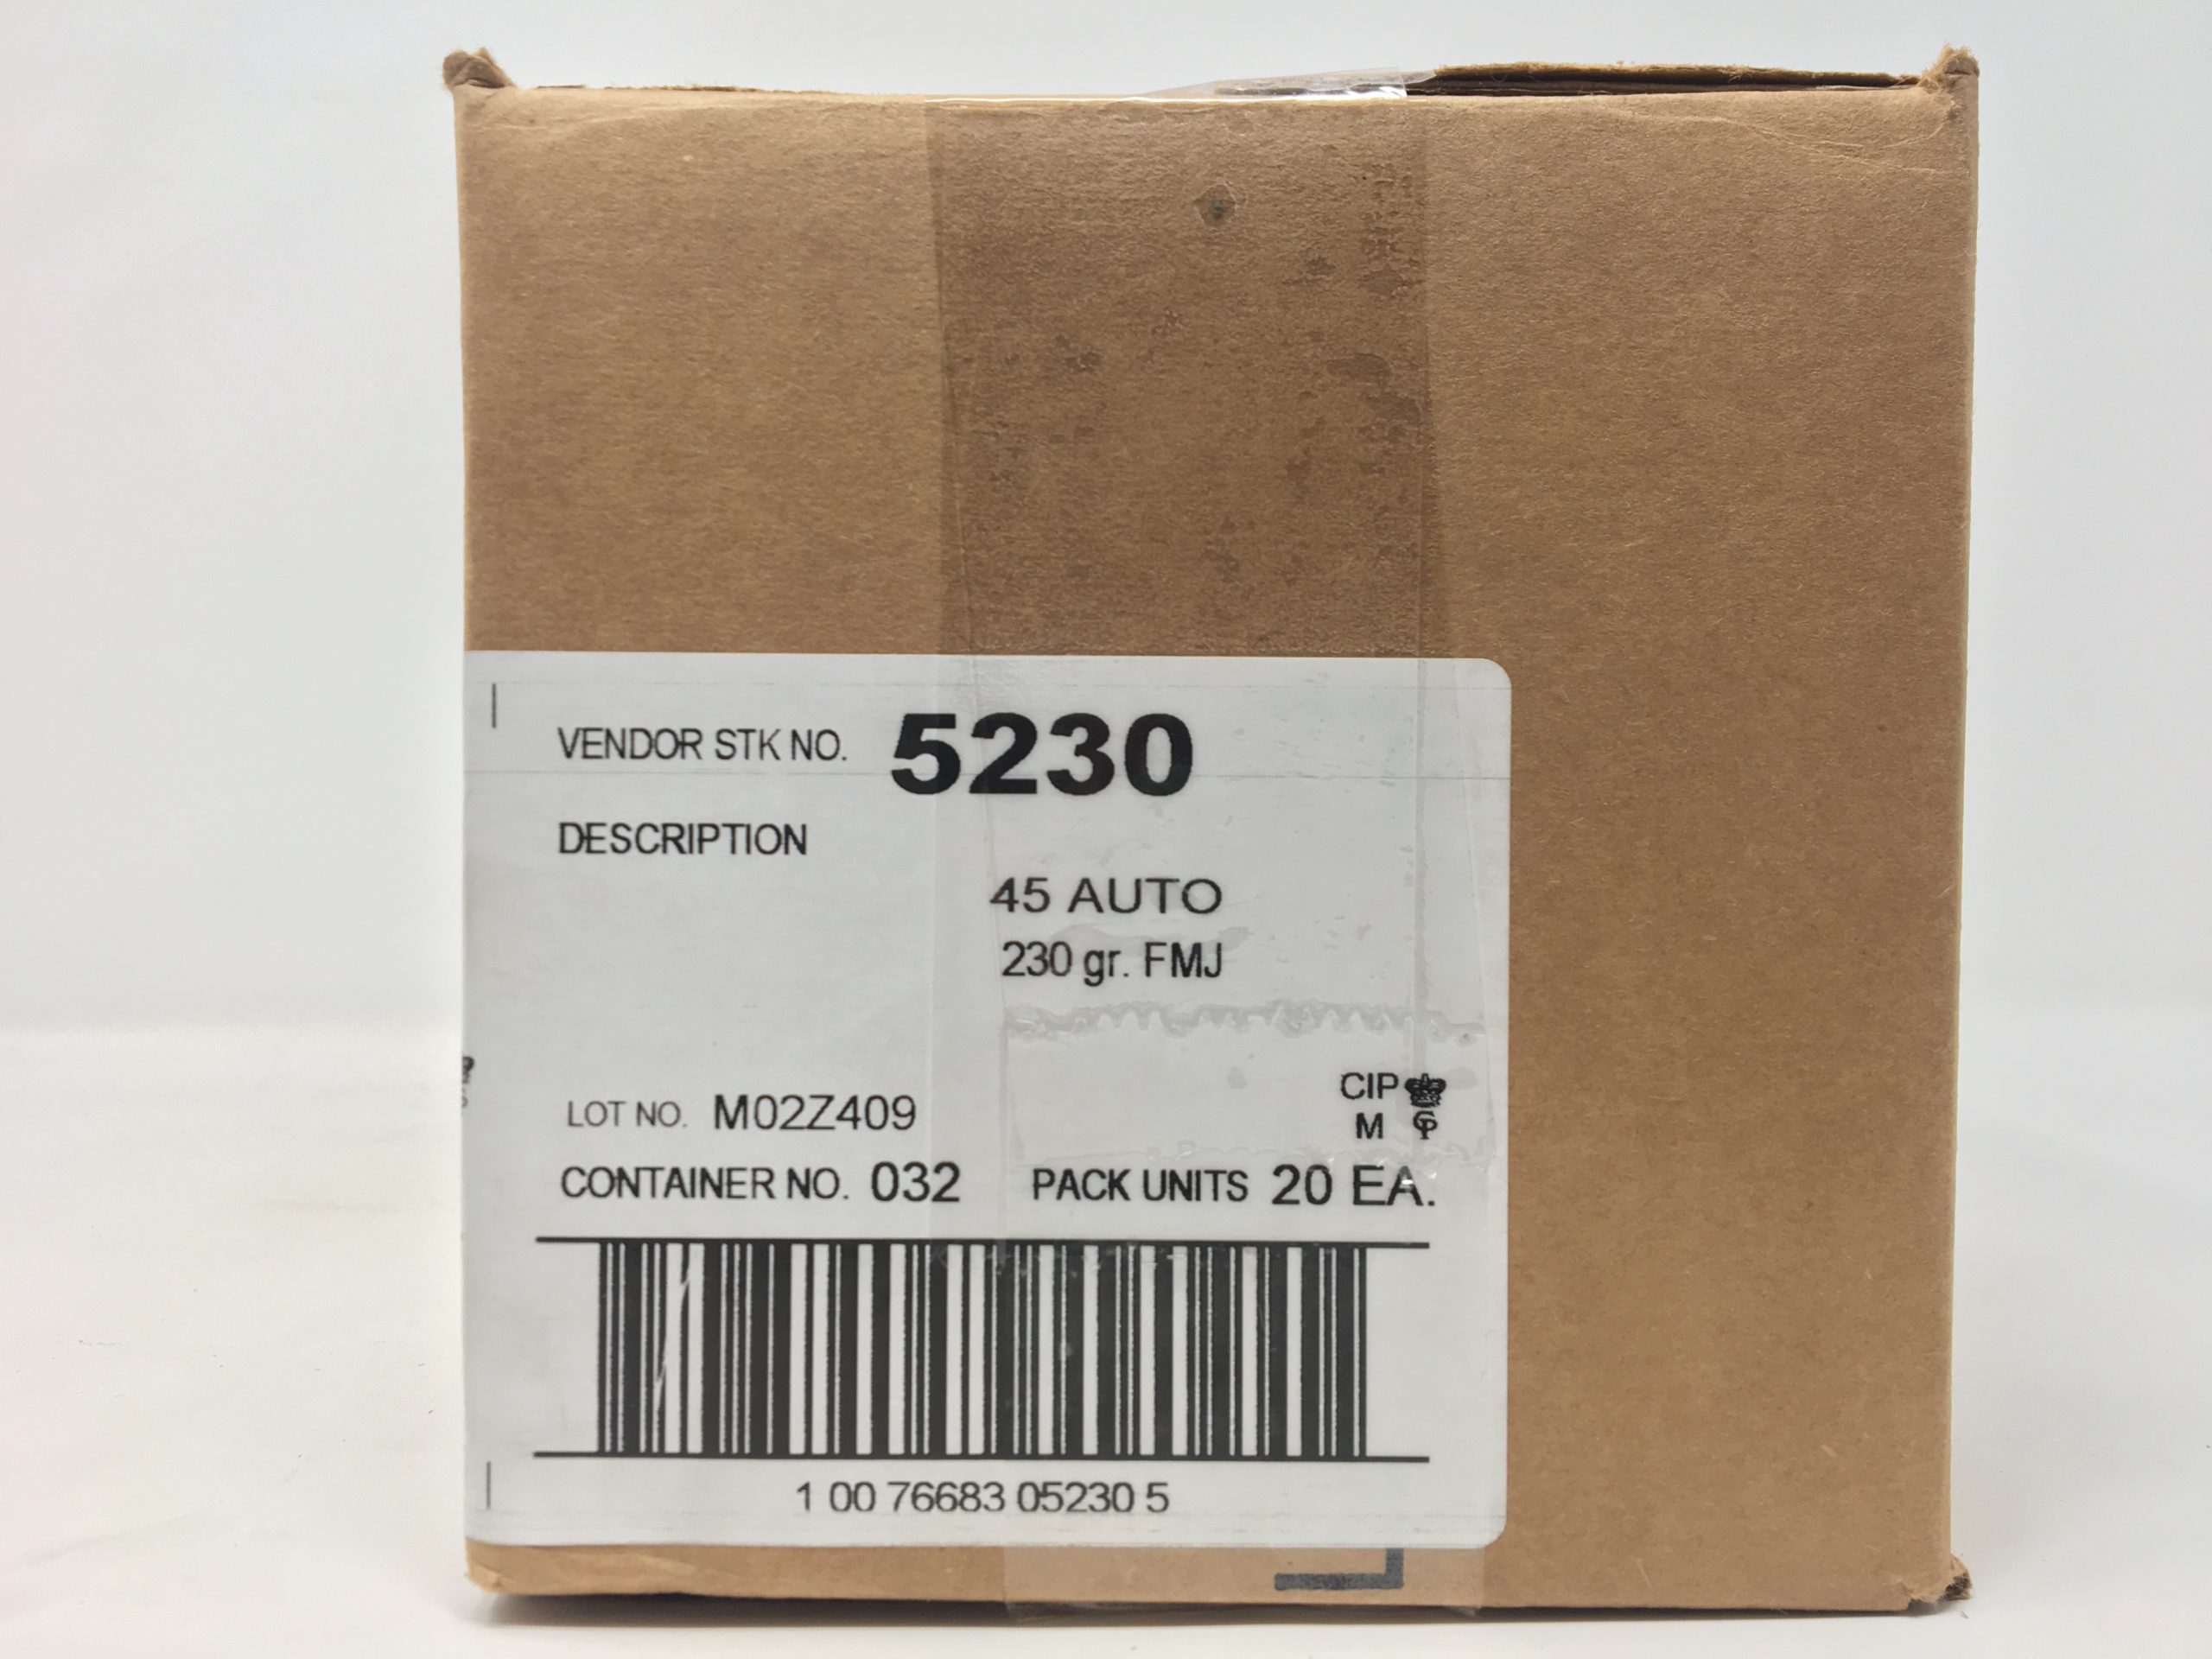 VENDOR STK NO. 5230
DESCRIPTION
45 AUTO
230 gr. FMJ
CIP
LOT NO. M02Z409
M
CONTAINER NO. 032 PACK UNITS 20 EA.
1 00 76683 05230 5